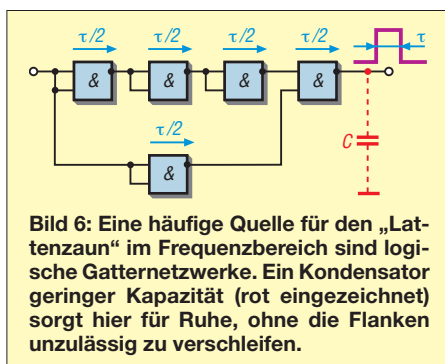 τ/2 τ/2 τ/2 τ/2 τ
& & & &
τ/2
C
&
Bild 6: Eine häufige Quelle für den „Lat-
tenzaun“ im Frequenzbereich sind logi-
sche Gatternetzwerke. Ein Kondensator
geringer Kapazität (rot eingezeichnet)
sorgt hier für Ruhe, ohne die Flanken
unzulässig zu verschleifen.